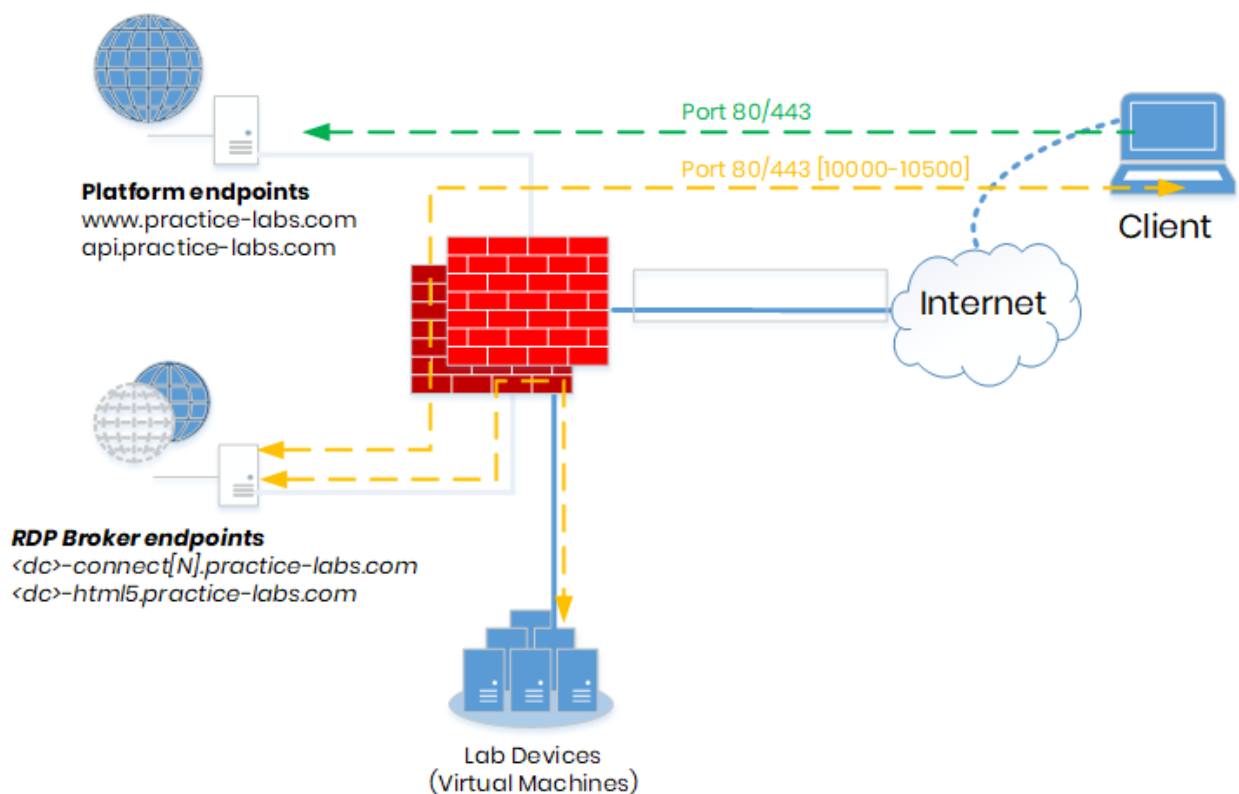 Port 80/443
Port 80/443 [10000-10500]
Platform endpoints
www.practice-labs.com
api.practice-labs.com
Client
Internet
RDP Broker endpoints
<dc>-connect[N].practice-labs.com
<dc>-html5.practice-labs.com
Lab Devices
(Virtual Machines)